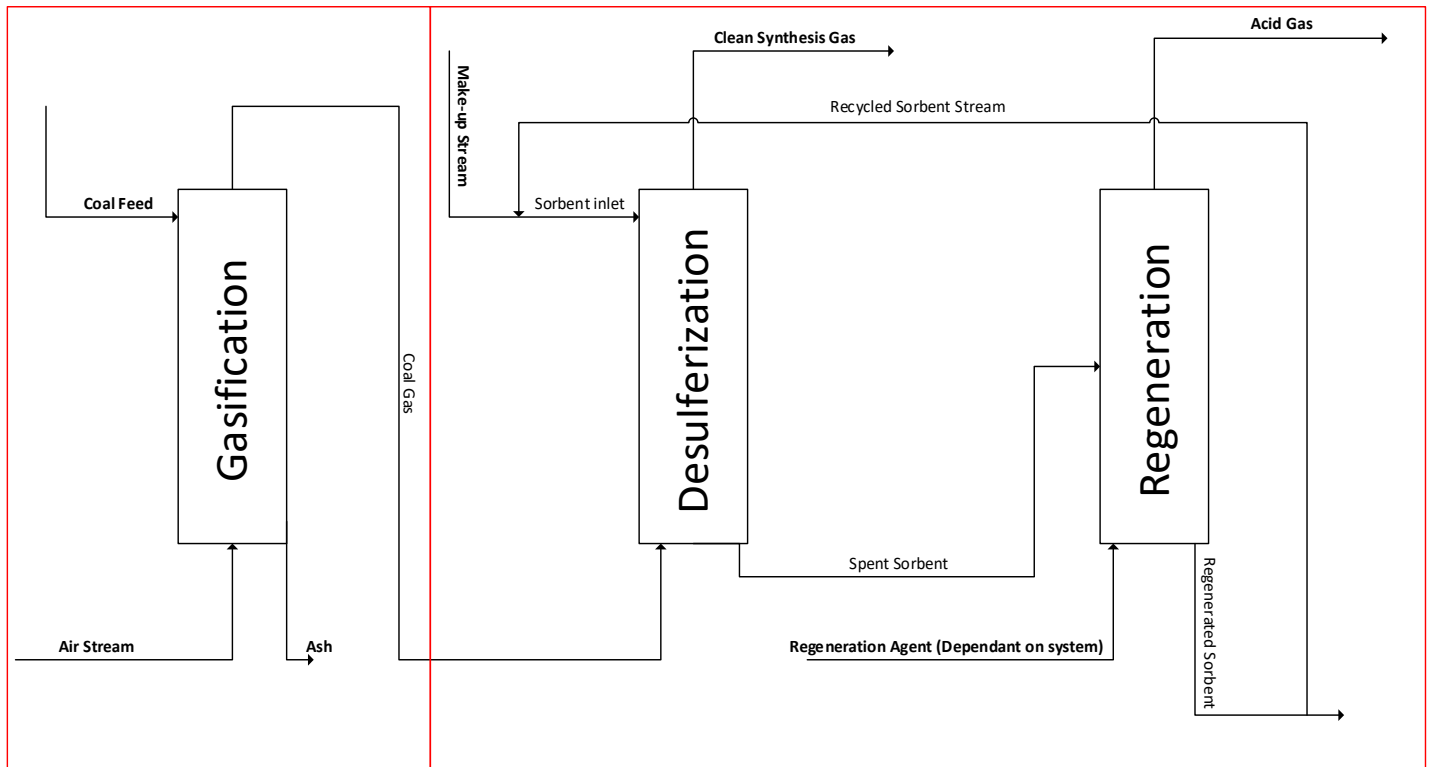 Clean Synthesis Gas
Acid Gas
Make-up Stream
Recycled Sorbent Stream
Coal Feed
Sorbent inlet
Gasification
Desulferization
Regeneration
Coal Gas
Spent Sorbent
Air Stream
Ash
Regeneration Agent (Dependant on system)
Regenerated Sorbent